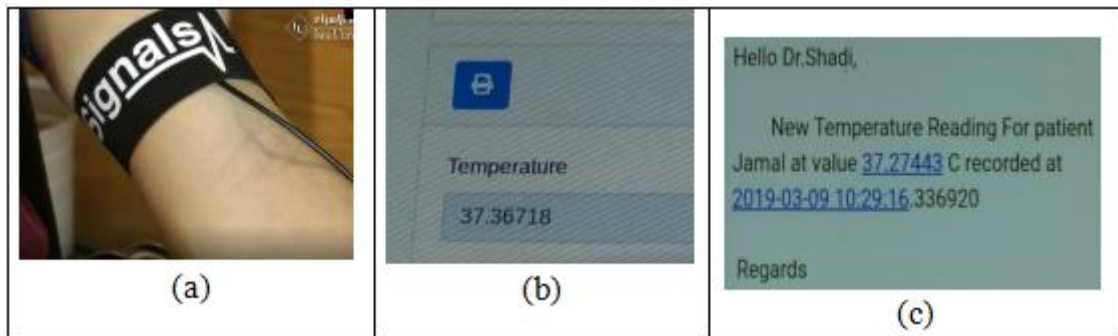 Signals
Temperature
37.36718
Hello Dr.Shadi,
New Temperature Reading For patient
Jamal at value 37.27443 C recorded at
2019-03-09 10:29:16.336920
Regards
(a)
(b)
(c)